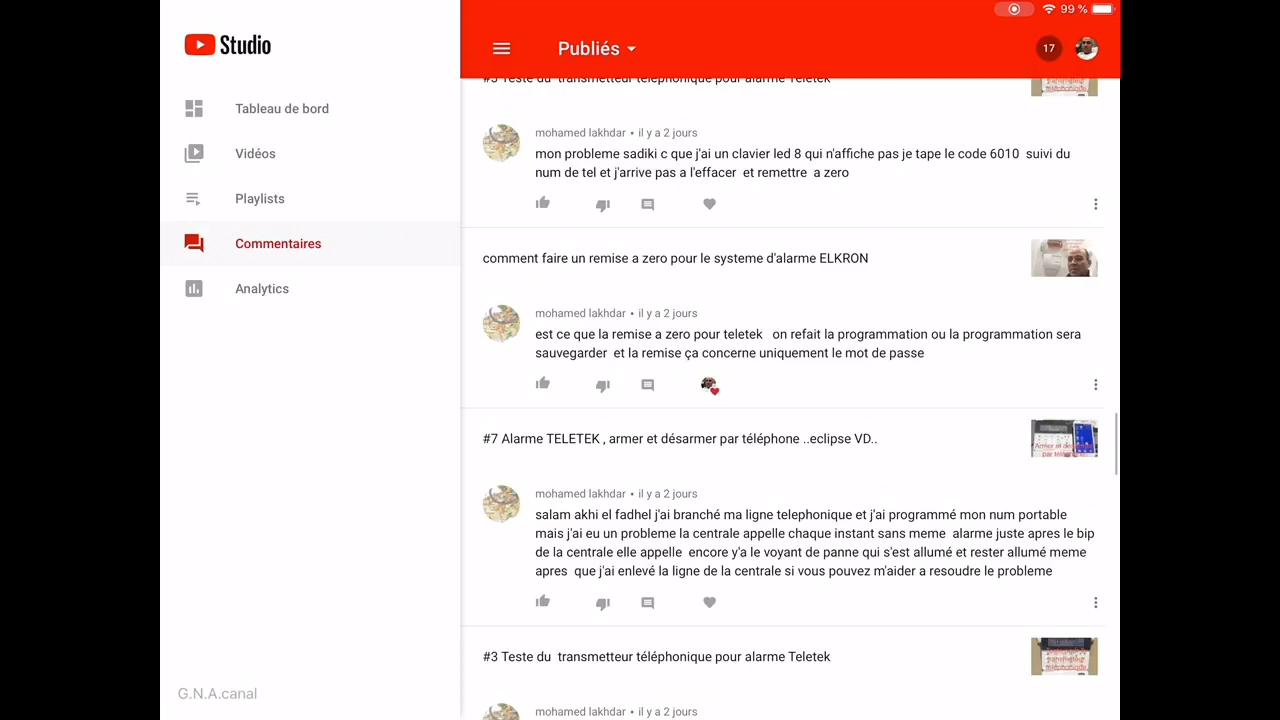 99 %
Studio
Publiés
17
Tableau de bord
Vidéos
Playlists
Commentaires
Analytics
G.N.A.canal
#3 Teste du transmetteur téléphonique pour alarme Teletek
mohamed lakhdar • il y a 2 jours
mon probleme sadiki c que j'ai un clavier led 8 qui n'affiche pas je tape le code 6010 suivi du
num de tel et j'arrive pas a l'effacer et remettre a zero
comment faire un remise a zero pour le systeme d'alarme ELKRON
mohamed lakhdar • il y a 2 jours
est ce que la remise a zero pour teletek on refait la programmation ou la programmation sera
sauvegarder et la remise ça concerne uniquement le mot de passe
#7 Alarme TELETEK , armer et désarmer par téléphone ..eclipse VD..
Armer et désarmer
par téléphone
mohamed lakhdar • il y a 2 jours
salam akhi el fadhel j'ai branché ma ligne telephonique et j'ai programmé mon num portable
mais j'ai eu un probleme la centrale appelle chaque instant sans meme alarme juste apres le bip
de la centrale elle appelle encore y'a le voyant de panne qui s'est allumé et rester allumé meme
apres que j'ai enlevé la ligne de la centrale si vous pouvez m'aider a resoudre le probleme
#3 Teste du transmetteur téléphonique pour alarme Teletek
transmetteur
téléphonique
mohamed lakhdar • il y a 2 jours